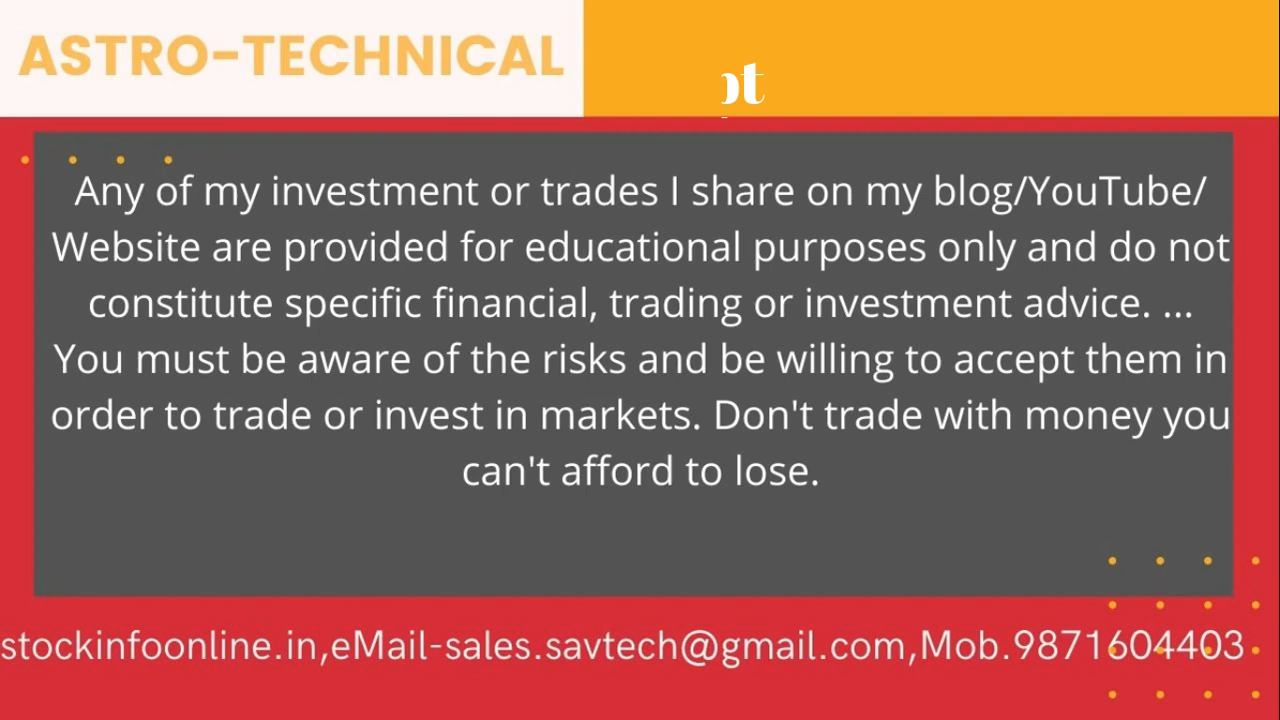 ASTRO-TECHNICAL
Any of my investment or trades I share on my blog/YouTube/
Website are provided for educational purposes only and do not
constitute specific financial, trading or investment advice. ...
You must be aware of the risks and be willing to accept them in
order to trade or invest in markets. Don't trade with money you
can't afford to lose.
stockinfoonline.in,eMail-sales.savtech@gmail.com,Mob.9871604403